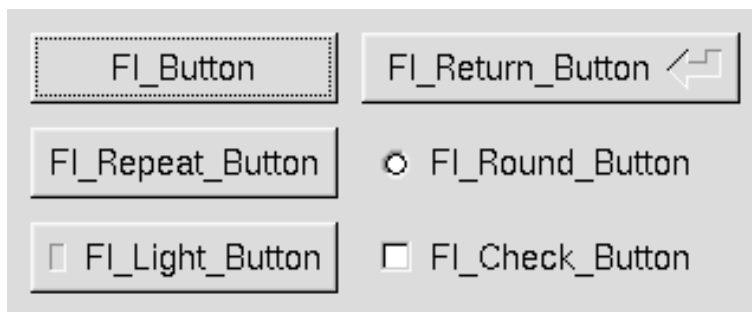 Fl_Button
Fl_Return_Button
Fl_Repeat_Button
Fl_Round_Button
Fl_Light_Button
Fl_Check_Button